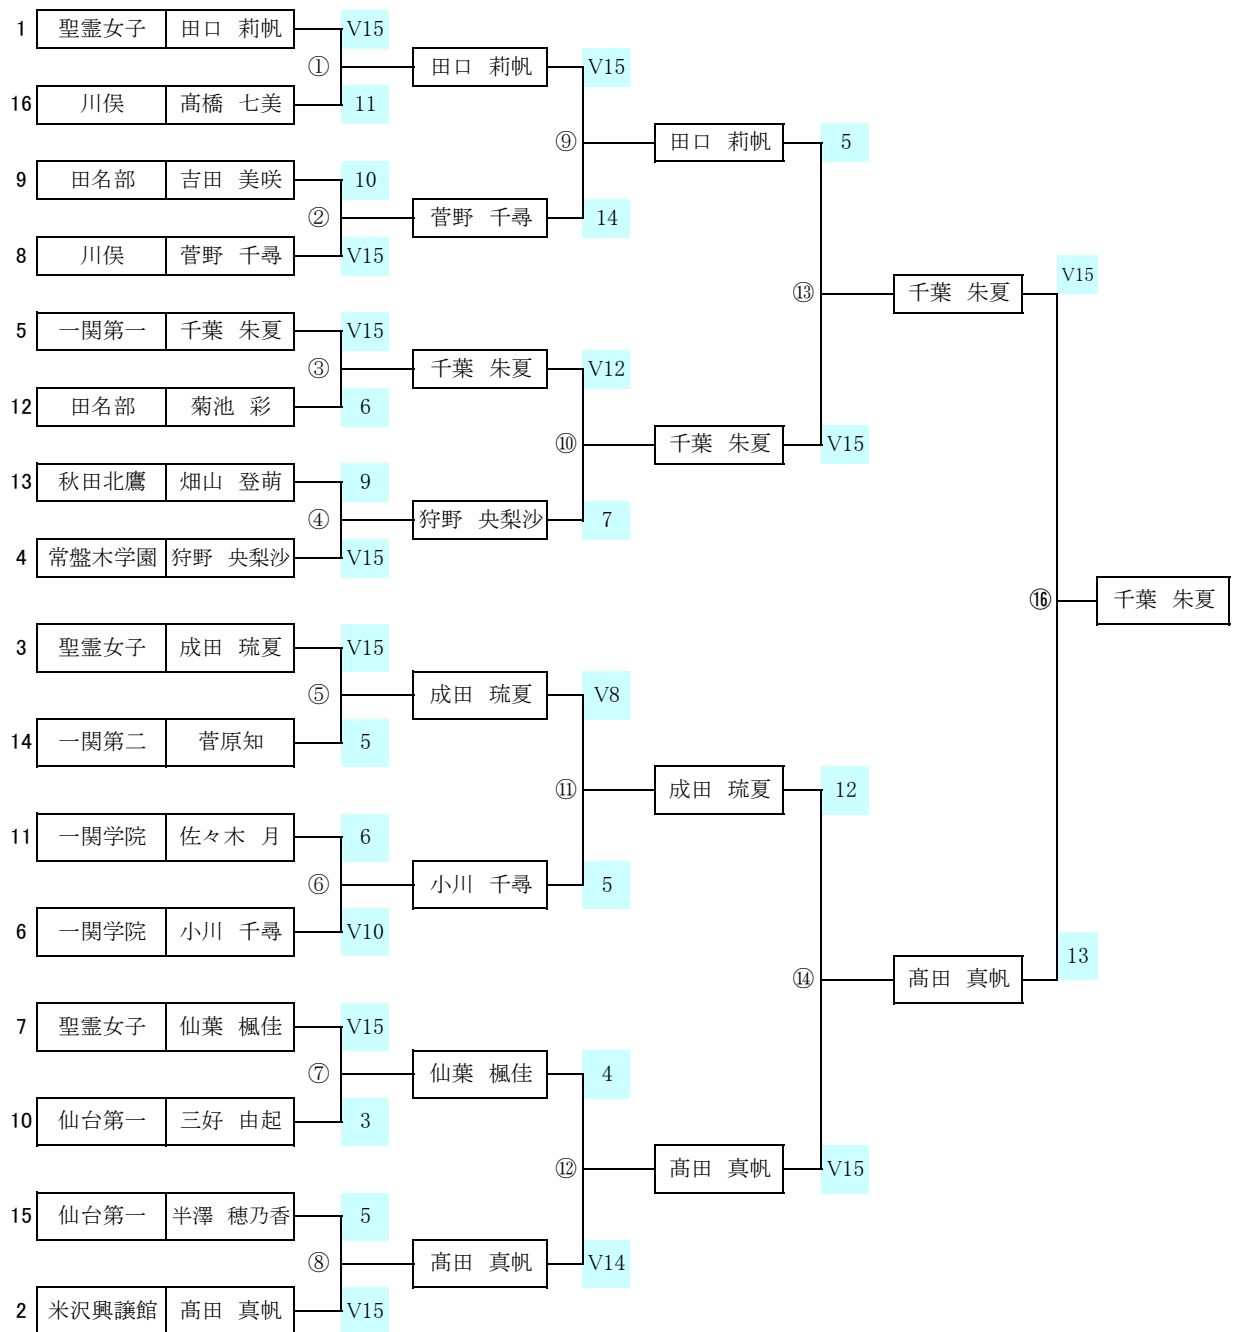 1 聖霊女子 田口 莉帆 V15
① 田口 莉帆 V15
16 川俣 髙橋 七美 11
⑨ 田口 莉帆 5
9 田名部 吉田 美咲 10
② 菅野 千尋 14
8 川俣 菅野 千尋 V15
⑬ 千葉 朱夏 V15
5 一関第一 千葉 朱夏 V15
③ 千葉 朱夏 V12
12 田名部 菊池 彩 6
⑩ 千葉 朱夏 V15
13 秋田北鷹 畑山 登萌 9
④ 狩野 央梨沙 7
4 常盤木学園 狩野 央梨沙 V15
⑯ 千葉 朱夏
3 聖霊女子 成田 琉夏 V15
⑤ 成田 琉夏 V8
14 一関第二 菅原知 5
⑪ 成田 琉夏 12
11 一関学院 佐々木 月 6
⑥ 小川 千尋 5
6 一関学院 小川 千尋 V10
⑭ 髙田 真帆 13
7 聖霊女子 仙葉 楓佳 V15
⑦ 仙葉 楓佳 4
10 仙台第一 三好 由起 3
⑫ 髙田 真帆 V15
15 仙台第一 半澤 穂乃香 5
⑧ 髙田 真帆 V14
2 米沢興譲館 髙田 真帆 V15